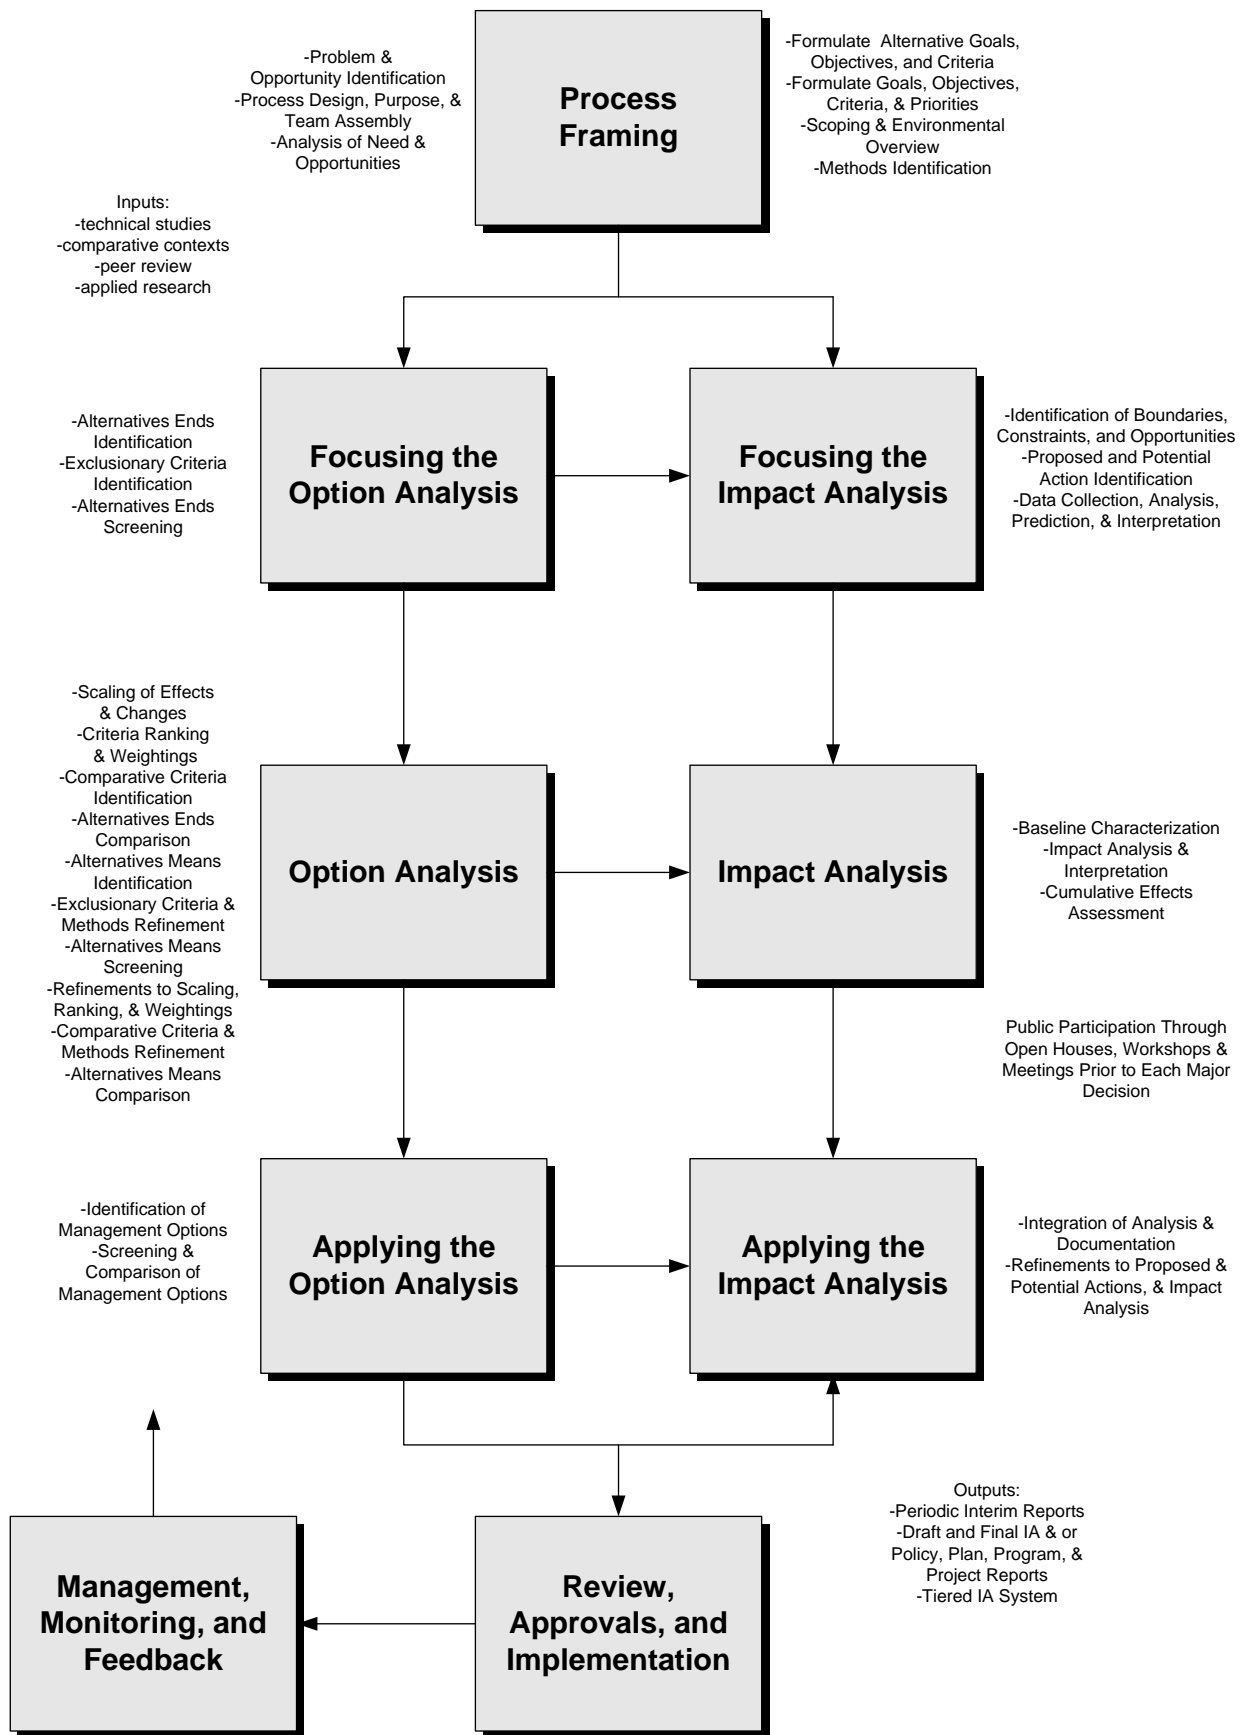 -Problem &
Opportunity Identification
-Process Design, Purpose, &
Team Assembly
-Analysis of Need &
Opportunities
Process
Framing
-Formulate Alternative Goals,
Objectives, and Criteria
-Formulate Goals, Objectives,
Criteria, & Priorities
-Scoping & Environmental
Overview
-Methods Identification
Inputs:
-technical studies
-comparative contexts
-peer review
-applied research
-Alternatives Ends
Identification
-Exclusionary Criteria
Identification
-Alternatives Ends
Screening
Focusing the
Option Analysis
Focusing the
Impact Analysis
-Identification of Boundaries,
Constraints, and Opportunities
-Proposed and Potential
Action Identification
-Data Collection, Analysis,
Prediction, & Interpretation
-Scaling of Effects
& Changes
-Criteria Ranking
& Weightings
-Comparative Criteria
Identification
-Alternatives Ends
Comparison
-Alternatives Means
Identification
-Exclusionary Criteria &
Methods Refinement
-Alternatives Means
Screening
-Refinements to Scaling,
Ranking, & Weightings
-Comparative Criteria &
Methods Refinement
-Alternatives Means
Comparison
Option Analysis
Impact Analysis
-Baseline Characterization
-Impact Analysis &
Interpretation
-Cumulative Effects
Assessment
Public Participation Through
Open Houses, Workshops &
Meetings Prior to Each Major
Decision
-Identification of
Management Options
-Screening &
Comparison of
Management Options
Applying the
Option Analysis
Applying the
Impact Analysis
-Integration of Analysis &
Documentation
-Refinements to Proposed &
Potential Actions, & Impact
Analysis
Outputs:
-Periodic Interim Reports
-Draft and Final IA & or
Policy, Plan, Program, &
Project Reports
-Tiered IA System
Management,
Monitoring, and
Feedback
Review,
Approvals, and
Implementation